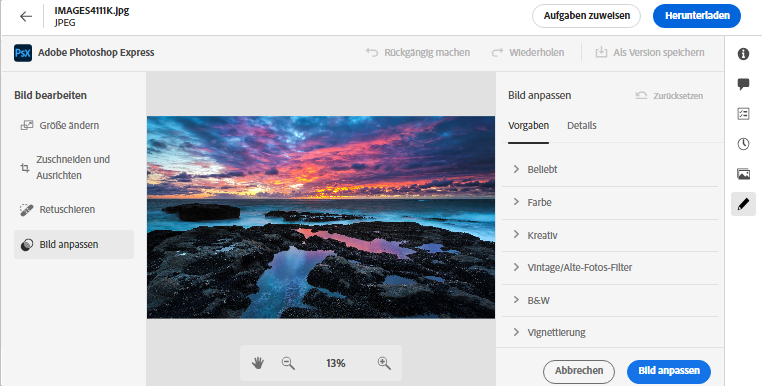 IMAGES4111K.jpg
JPEG
Aufgaben zuweisen
Herunterladen
PsX
Adobe Photoshop Express
Rückgängig machen
Wiederholen
Als Version speichern
Bild bearbeiten
Größe ändern
Zuschneiden und
Ausrichten
Retuschieren
Bild anpassen
13%
Bild anpassen
Zurücksetzen
Vorgaben
Details
Beliebt
Farbe
Kreativ
Vintage/Alte-Fotos-Filter
B&W
Vignettierung
Abbrechen
Bild anpassen